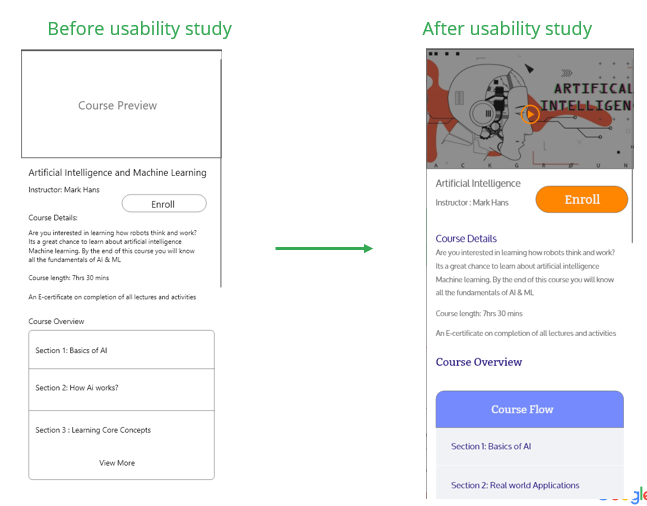 Before usability study
Course Preview
Artificial Intelligence and Machine Learning
Instructor: Mark Hans
Enroll
Course Details:
Are you interested in learning how robots think and work?
Its a great chance to learn about artificial intelligence
Machine learning. By the end of this course you will know
all the fundamentals of AI & ML
Course length: 7hrs 30 mins
An E-certificate on completion of all lectures and activities
Course Overview
Section 1: Basics of AI
Section 2: How Ai works?
Section 3 : Learning Core Concepts
View More
After usability study
ARTIFICAL
INTELLIGEN
A C K G R O U N
Artificial Intelligence
Instructor : Mark Hans
Enroll
Course Details
Are you interested in learning how robots think and work?
Its a great chance to learn about artificial intelligence
Machine learning. By the end of this course you will know
all the fundamentals of AI & ML
Course length: 7hrs 30 mins
An E-certificate on completion of all lectures and activities
Course Overview
Course Flow
Section 1: Basics of AI
Section 2: Real world Applications